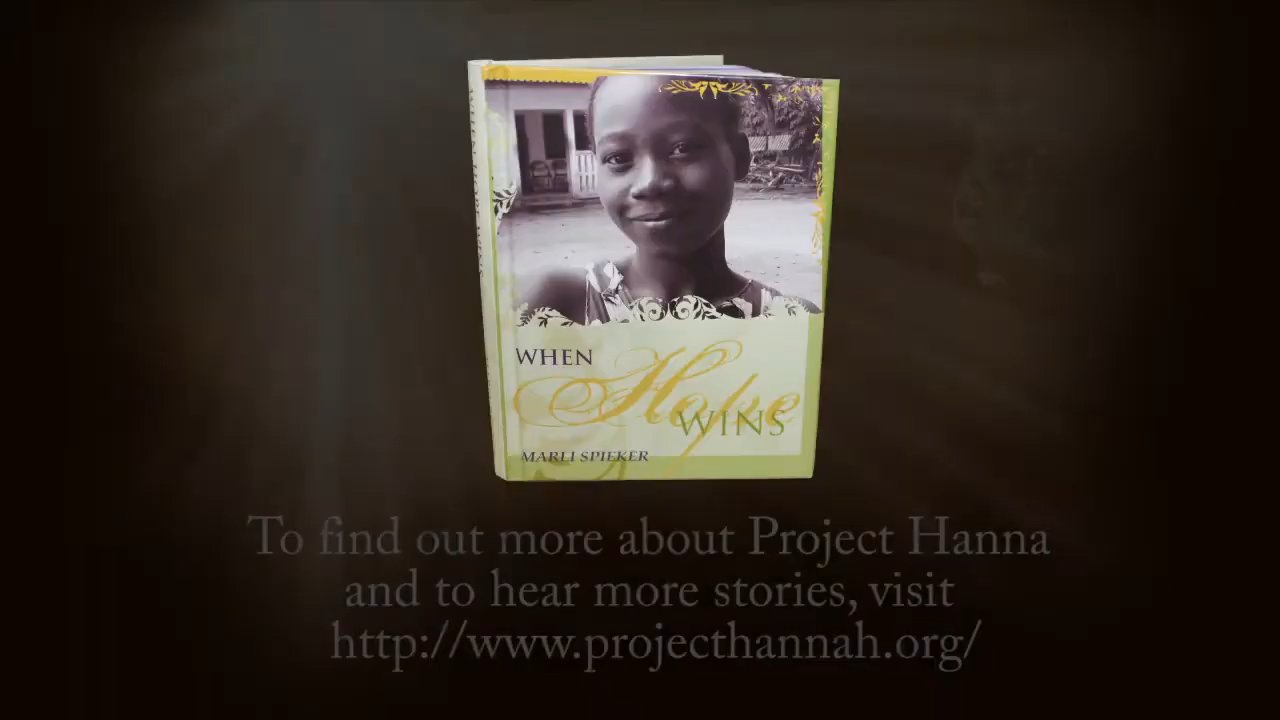 WHEN
Hope
WINS
MARLI SPIEKER
To find out more about Project Hanna
and to hear more stories, visit
http://www.projecthannah.org/